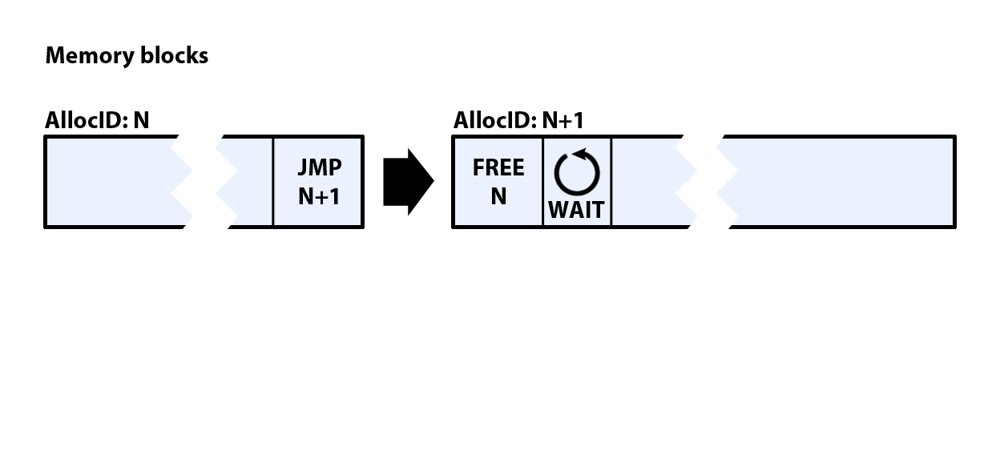 Memory blocks
AllocID: N
AllocID: N+1
JMP
N+1
FREE
N
WAIT